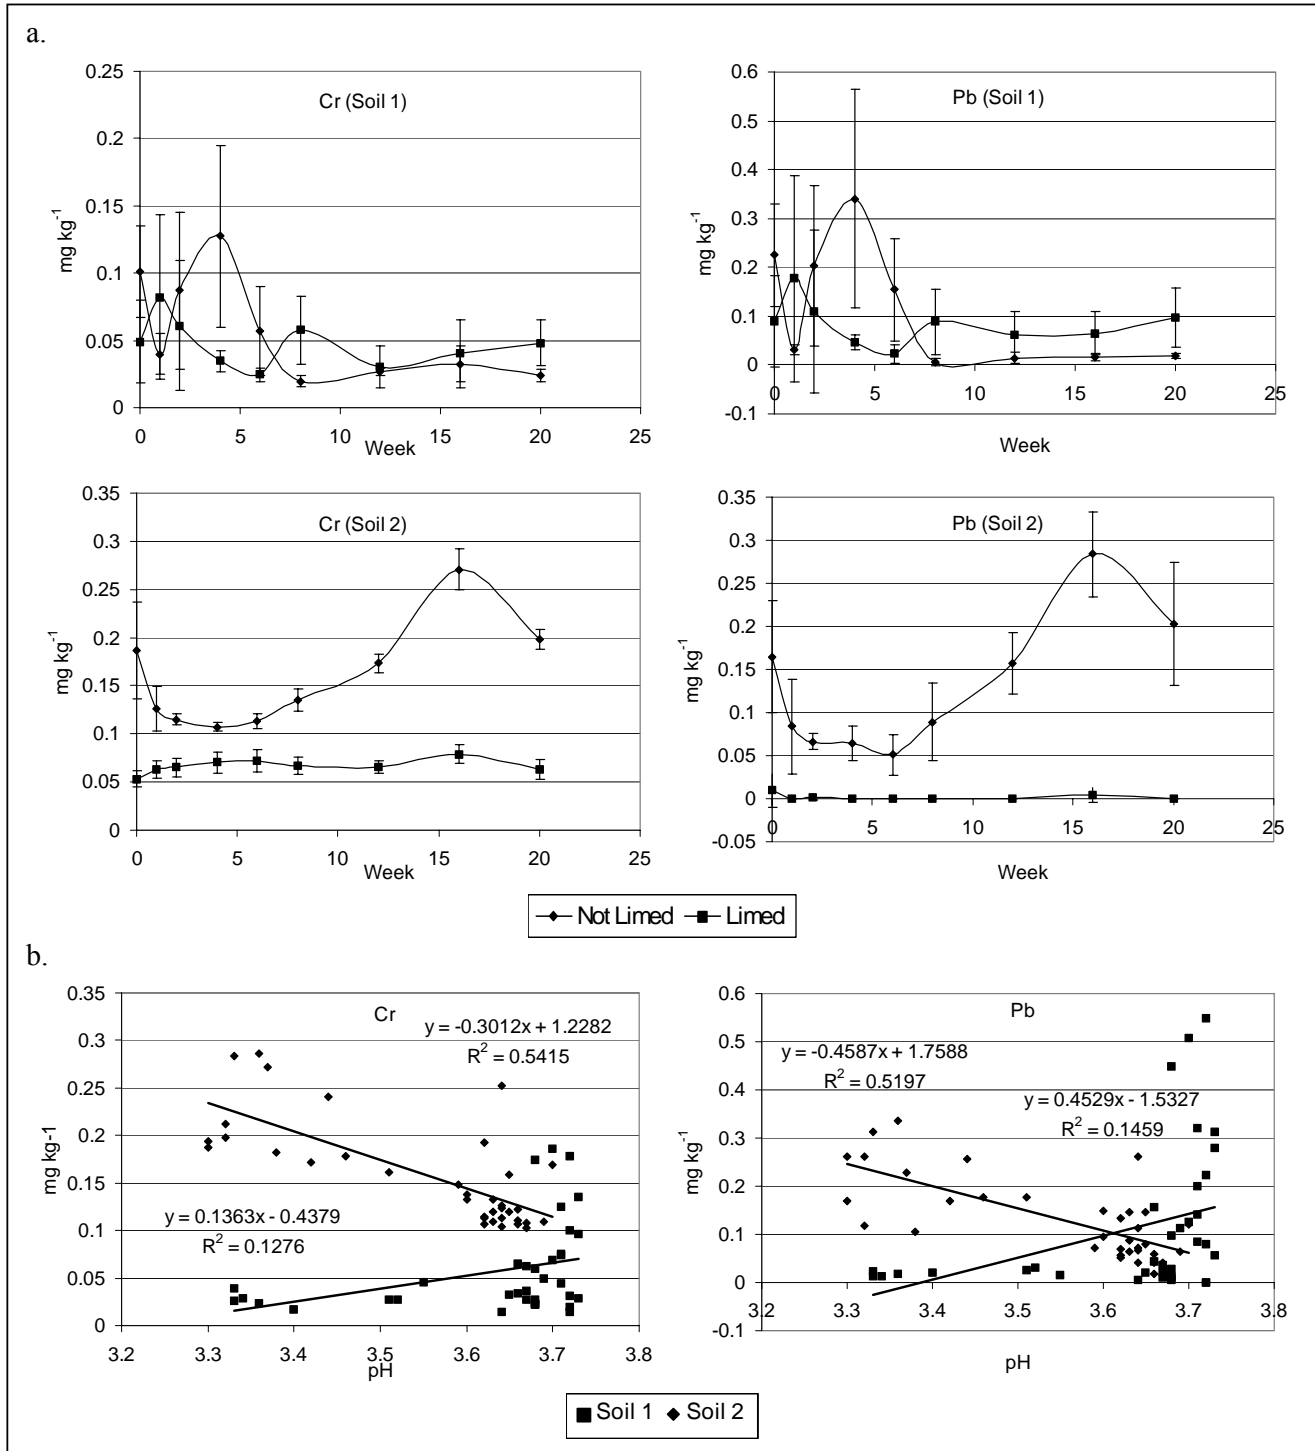 a.
Cr (Soil 1)
0.25
0.2
0.15
0.1
0.05
0
mg kg-1
0 5 10 15 20 25
Week
Pb (Soil 1)
0.6
0.5
0.4
0.3
0.2
0.1
0
-0.1
mg kg-1
0 5 10 15 20 25
Week
Cr (Soil 2)
0.35
0.3
0.25
0.2
0.15
0.1
0.05
0
mg kg-1
0 5 10 15 20 25
Week
Pb (Soil 2)
0.35
0.3
0.25
0.2
0.15
0.1
0.05
0
-0.05
mg kg-1
0 5 10 15 20 25
Week
Not Limed Limed
b.
Cr
0.35
0.3
0.25
0.2
0.15
0.1
0.05
0
mg kg-1
y = -0.3012x + 1.2282
R2 = 0.5415
y = 0.1363x - 0.4379
R2 = 0.1276
3.2 3.3 3.4 3.5 3.6 3.7 3.8
pH
Pb
0.6
0.5
0.4
0.3
0.2
0.1
0
-0.1
mg kg-1
y = -0.4587x + 1.7588
R2 = 0.5197
y = 0.4529x - 1.5327
R2 = 0.1459
3.2 3.3 3.4 3.5 3.6 3.7 3.8
pH
Soil 1 Soil 2